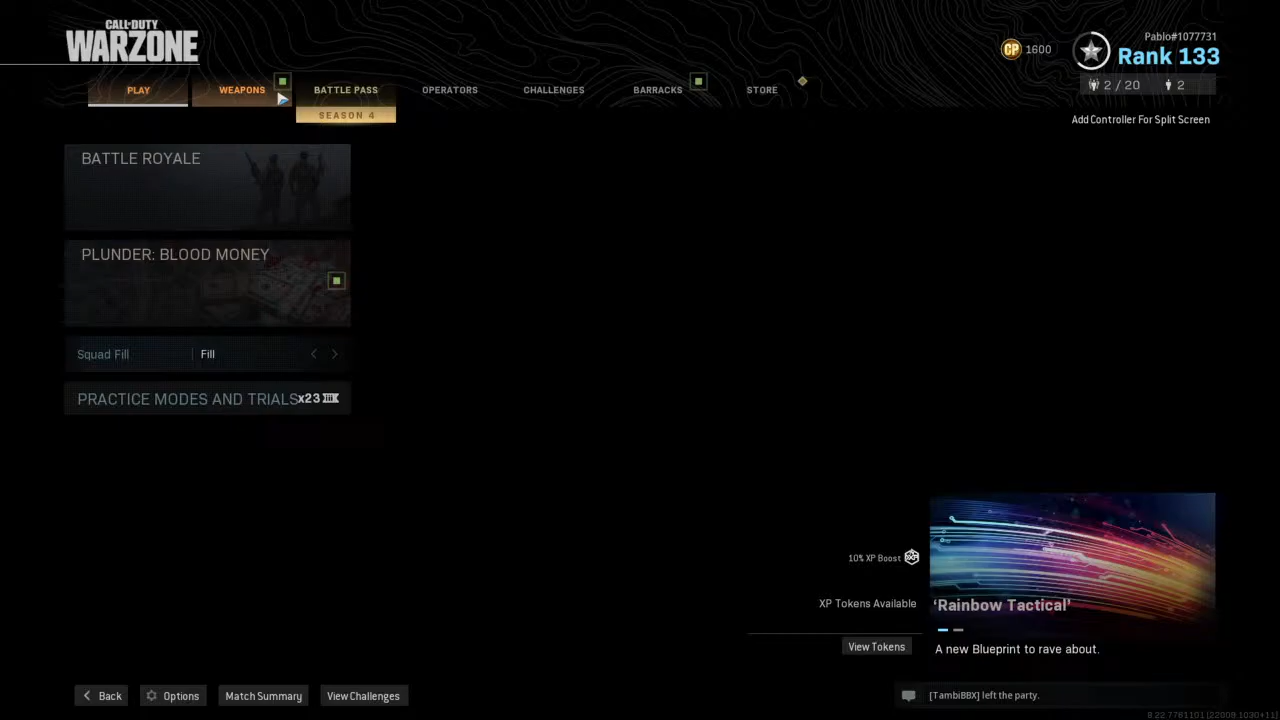 CALL OF DUTY
WARZONE
CP 1600
Pablo#1077731
Rank 133
2 / 20
2
PLAY
WEAPONS
BATTLE PASS
OPERATORS
CHALLENGES
BARRACKS
STORE
SEASON 4
Add Controller For Split Screen
BATTLE ROYALE
PLUNDER: BLOOD MONEY
Squad Fill
Fill
PRACTICE MODES AND TRIALS
x23
10% XP Boost
XP Tokens Available
View Tokens
'Rainbow Tactical'
A new Blueprint to rave about.
Back
Options
Match Summary
View Challenges
[TambiBBX] left the party.